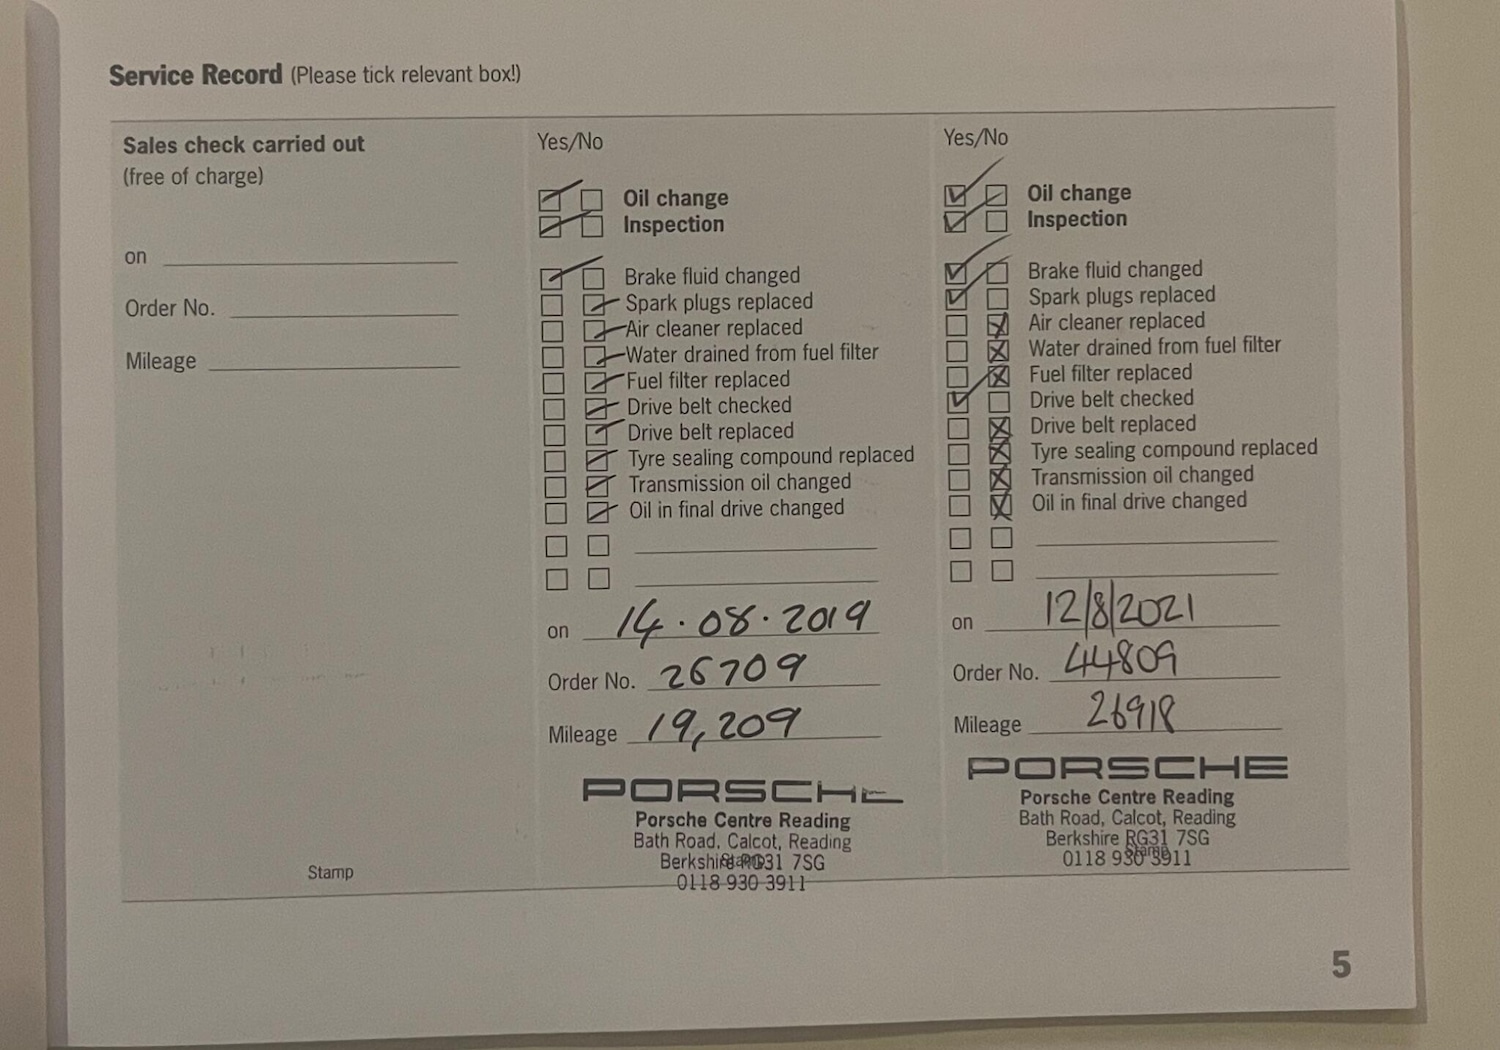 Service Record (Please tick relevant box!)
Sales check carried out
(free of charge)
on
Order No.
Mileage
Stamp
Yes/No
Oil change
Inspection
Brake fluid changed
Spark plugs replaced
Air cleaner replaced
Water drained from fuel filter
Fuel filter replaced
Drive belt checked
Drive belt replaced
Tyre sealing compound replaced
Transmission oil changed
Oil in final drive changed
on 14.08.2019
Order No. 26709
Mileage 19,209
PORSCHE
Porsche Centre Reading
Bath Road, Calcot, Reading
Berkshire RG31 7SG
Stamp
0118 930 3911
Yes/No
Oil change
Inspection
Brake fluid changed
Spark plugs replaced
Air cleaner replaced
Water drained from fuel filter
Fuel filter replaced
Drive belt checked
Drive belt replaced
Tyre sealing compound replaced
Transmission oil changed
Oil in final drive changed
on 12/8/2021
Order No. 44809
Mileage 26918
PORSCHE
Porsche Centre Reading
Bath Road, Calcot, Reading
Berkshire RG31 7SG
Stamp
0118 930 3911
5